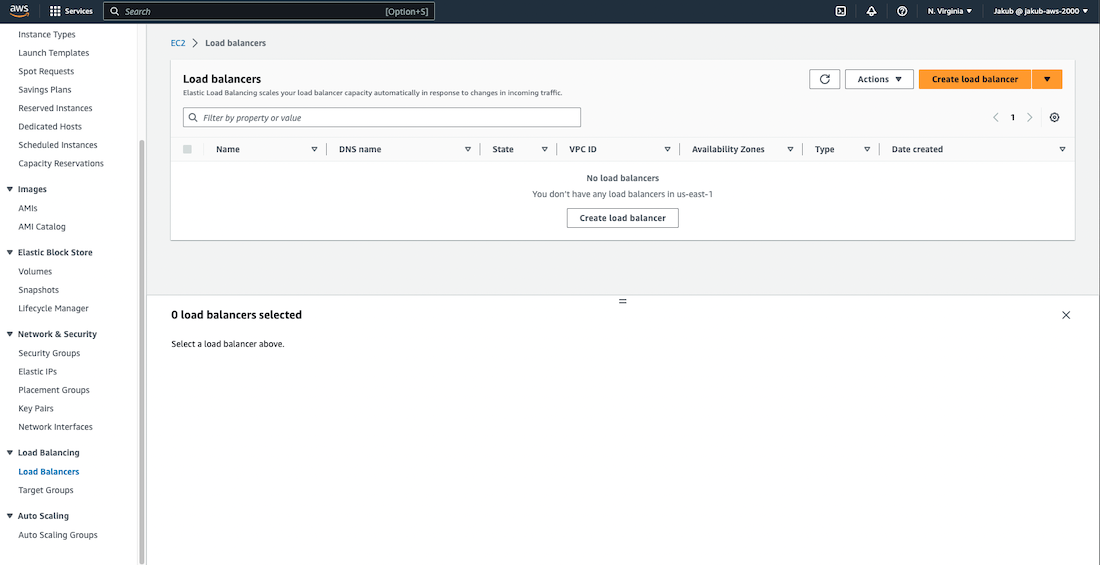 aws
Services
Search
[Option+S]
N. Virginia
Jakub @ jakub-aws-2000
Instance Types
Launch Templates
Spot Requests
Savings Plans
Reserved Instances
Dedicated Hosts
Scheduled Instances
Capacity Reservations
Images
AMIs
AMI Catalog
Elastic Block Store
Volumes
Snapshots
Lifecycle Manager
Network & Security
Security Groups
Elastic IPs
Placement Groups
Key Pairs
Network Interfaces
Load Balancing
Load Balancers
Target Groups
Auto Scaling
Auto Scaling Groups
EC2 > Load balancers
Load balancers
Elastic Load Balancing scales your load balancer capacity automatically in response to changes in incoming traffic.
Actions
Create load balancer
Filter by property or value
1
Name
DNS name
State
VPC ID
Availability Zones
Type
Date created
No load balancers
You don't have any load balancers in us-east-1
Create load balancer
0 load balancers selected
Select a load balancer above.